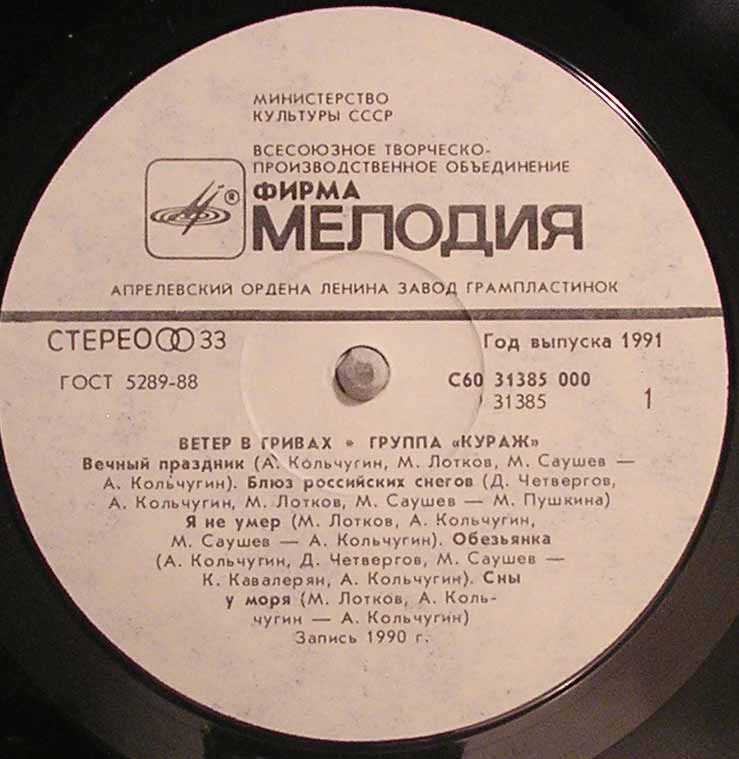 МИНИСТЕРСТВО
КУЛЬТУРЫ СССР
ВСЕСОЮЗНОЕ ТВОРЧЕСКО-
ПРОИЗВОДСТВЕННОЕ ОБЪЕДИНЕНИЕ
ФИРМА
® МЕЛОДИЯ
АПРЕЛЕВСКИЙ ОРДЕНА ЛЕНИНА ЗАВОД ГРАМПЛАСТИНОК
СТЕРЕО 33 Год выпуска 1991
ГОСТ 5289-88 С60 31385 000
31385 1
ВЕТЕР В ГРИВАХ * ГРУППА «КУРАЖ»
Вечный праздник (А. Кольчугин, М. Лотков, М. Саушев —
А. Кольчугин). Блюз российских снегов (Д. Четвергов,
А. Кольчугин, М. Лотков, М. Саушев — М. Пушкина)
Я не умер (М. Лотков, А. Кольчугин,
М. Саушев — А. Кольчугин). Обезьянка
(А. Кольчугин, Д. Четвергов, М. Саушев —
К. Кавалерян, А. Кольчугин). Сны
у моря (М. Лотков, А. Коль-
чугин — А. Кольчугин)
Запись 1990 г.